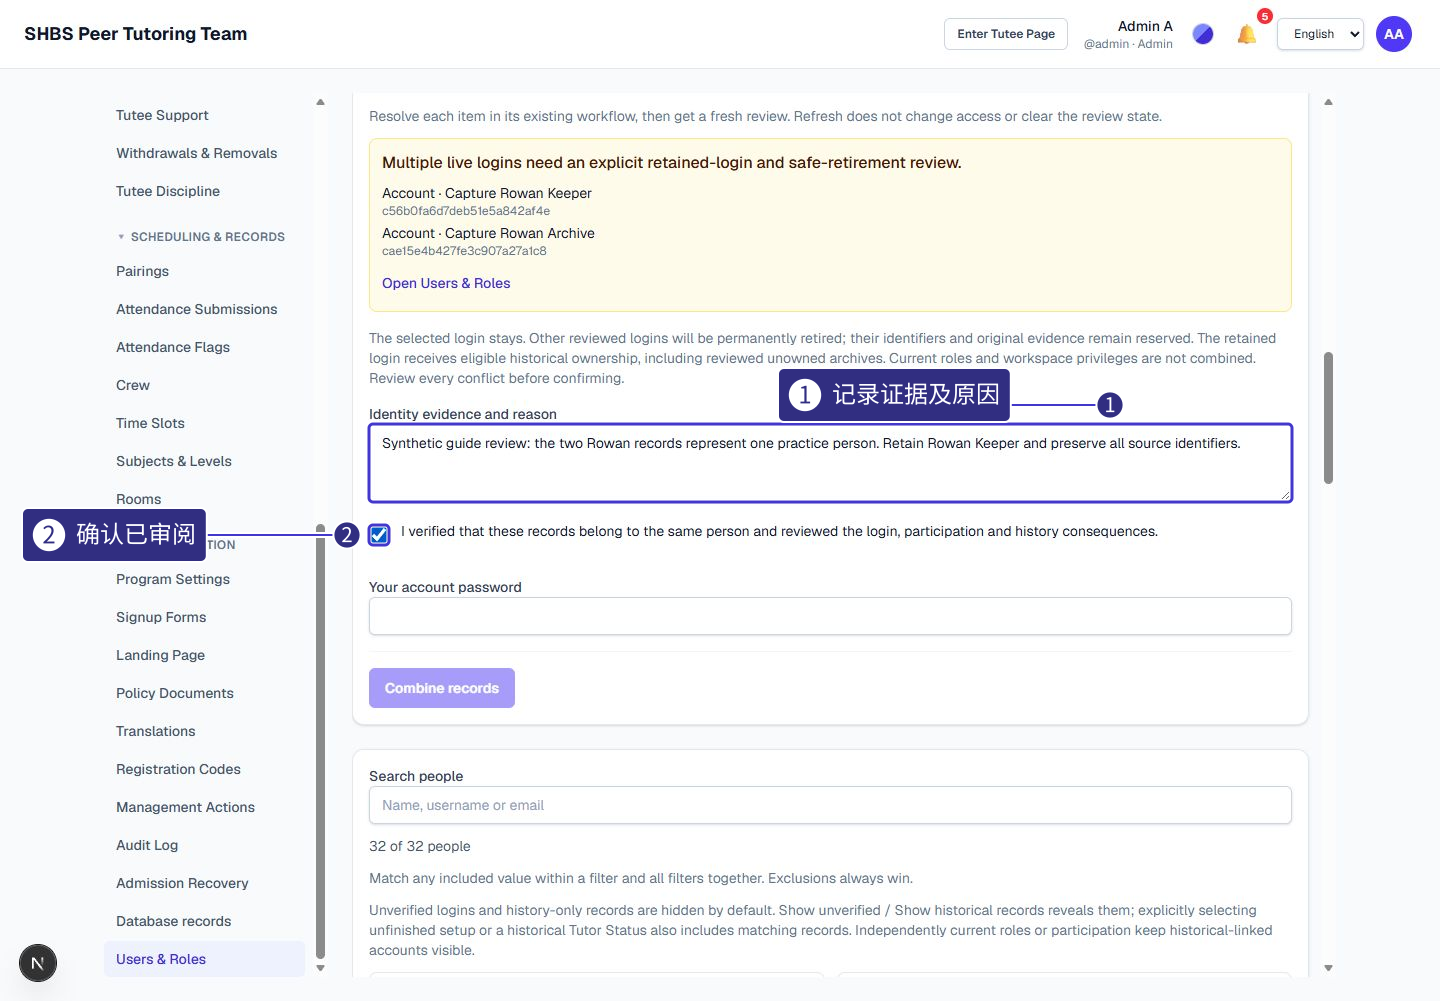 SHBS Peer Tutoring Team
Enter Tutee Page
Admin A
@admin · Admin
5
English
AA
Tutee Support
Withdrawals & Removals
Tutee Discipline
SCHEDULING & RECORDS
Pairings
Attendance Submissions
Attendance Flags
Crew
Time Slots
Subjects & Levels
Rooms
TION
Program Settings
Signup Forms
Landing Page
Policy Documents
Translations
Registration Codes
Management Actions
Audit Log
Admission Recovery
Database records
Users & Roles
N
Resolve each item in its existing workflow, then get a fresh review. Refresh does not change access or clear the review state.
Multiple live logins need an explicit retained-login and safe-retirement review.
Account · Capture Rowan Keeper
c56b0fa6d7deb51e5a842af4e
Account · Capture Rowan Archive
cae15e4b427fe3c907a27a1c8
Open Users & Roles
The selected login stays. Other reviewed logins will be permanently retired; their identifiers and original evidence remain reserved. The retained
login receives eligible historical ownership, including reviewed unowned archives. Current roles and workspace privileges are not combined.
Review every conflict before confirming.
1 记录证据及原因
1
Identity evidence and reason
Synthetic guide review: the two Rowan records represent one practice person. Retain Rowan Keeper and preserve all source identifiers.
2 确认已审阅
2
I verified that these records belong to the same person and reviewed the login, participation and history consequences.
Your account password
Combine records
Search people
Name, username or email
32 of 32 people
Match any included value within a filter and all filters together. Exclusions always win.
Unverified logins and history-only records are hidden by default. Show unverified / Show historical records reveals them; explicitly selecting
unfinished setup or a historical Tutor Status also includes matching records. Independently current roles or participation keep historical-linked
accounts visible.